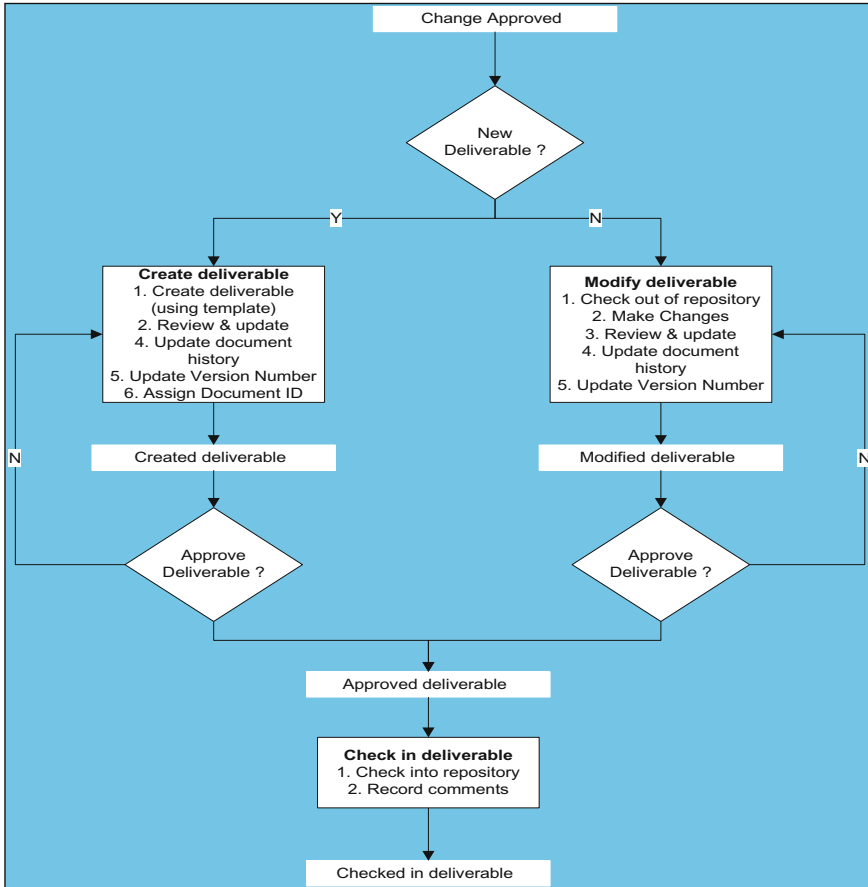 Change Approved
New
Deliverable ?
Y
N
Create deliverable
1. Create deliverable
(using template)
2. Review & update
4. Update document
history
5. Update Version Number
6. Assign Document ID
Modify deliverable
1. Check out of repository
2. Make Changes
3. Review & update
4. Update document
history
5. Update Version Number
N
Created deliverable
Modified deliverable
N
Approve
Deliverable ?
Approve
Deliverable ?
Approved deliverable
Check in deliverable
1. Check into repository
2. Record comments
Checked in deliverable